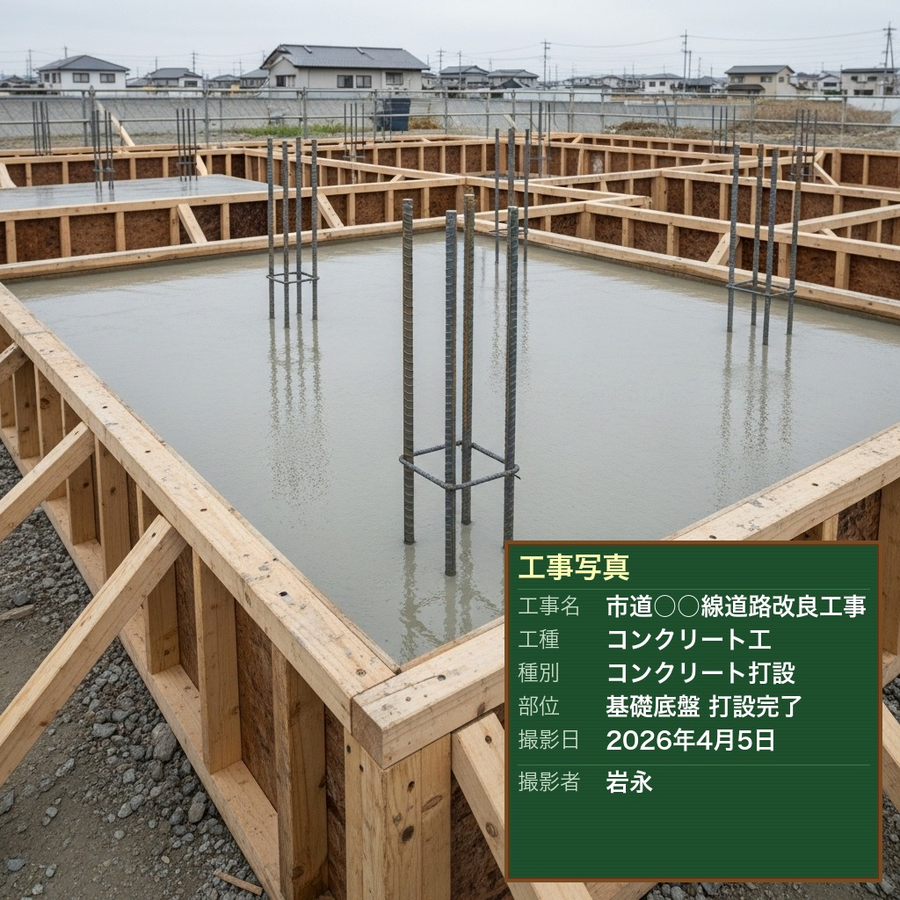 工事写真
工事名 市道○○線道路改良工事
工種 コンクリート工
種別 コンクリート打設
部位 基礎底盤 打設完了
撮影日 2026年4月5日
撮影者 岩永